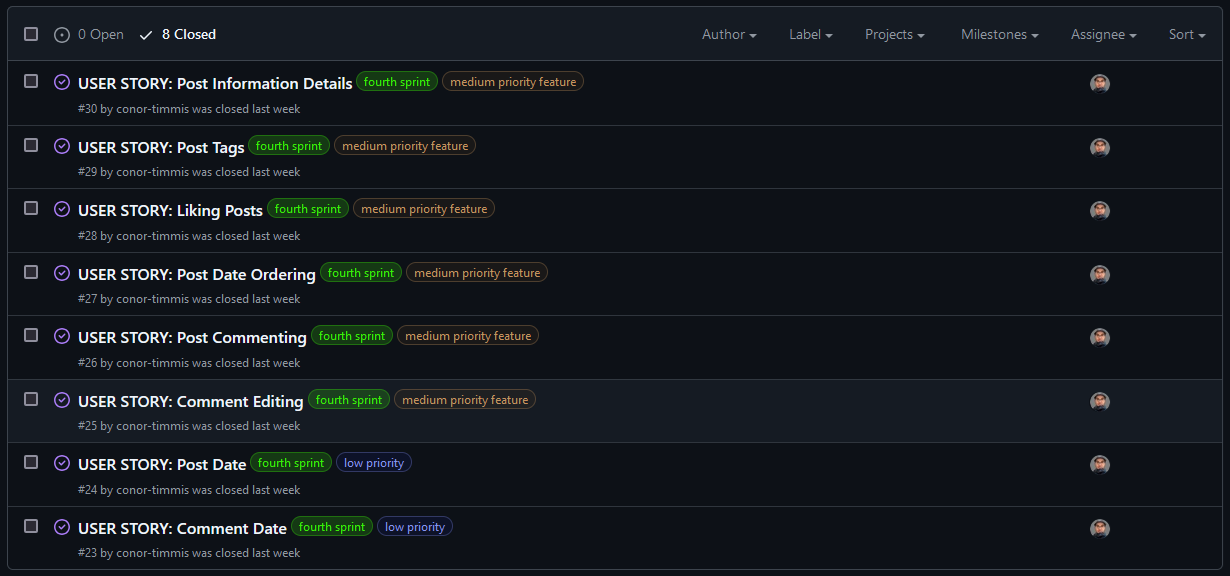 0 Open 8 Closed Author Label Projects Milestones Assignee Sort
USER STORY: Post Information Details fourth sprint medium priority feature
#30 by conor-timmis was closed last week
USER STORY: Post Tags fourth sprint medium priority feature
#29 by conor-timmis was closed last week
USER STORY: Liking Posts fourth sprint medium priority feature
#28 by conor-timmis was closed last week
USER STORY: Post Date Ordering fourth sprint medium priority feature
#27 by conor-timmis was closed last week
USER STORY: Post Commenting fourth sprint medium priority feature
#26 by conor-timmis was closed last week
USER STORY: Comment Editing fourth sprint medium priority feature
#25 by conor-timmis was closed last week
USER STORY: Post Date fourth sprint low priority
#24 by conor-timmis was closed last week
USER STORY: Comment Date fourth sprint low priority
#23 by conor-timmis was closed last week